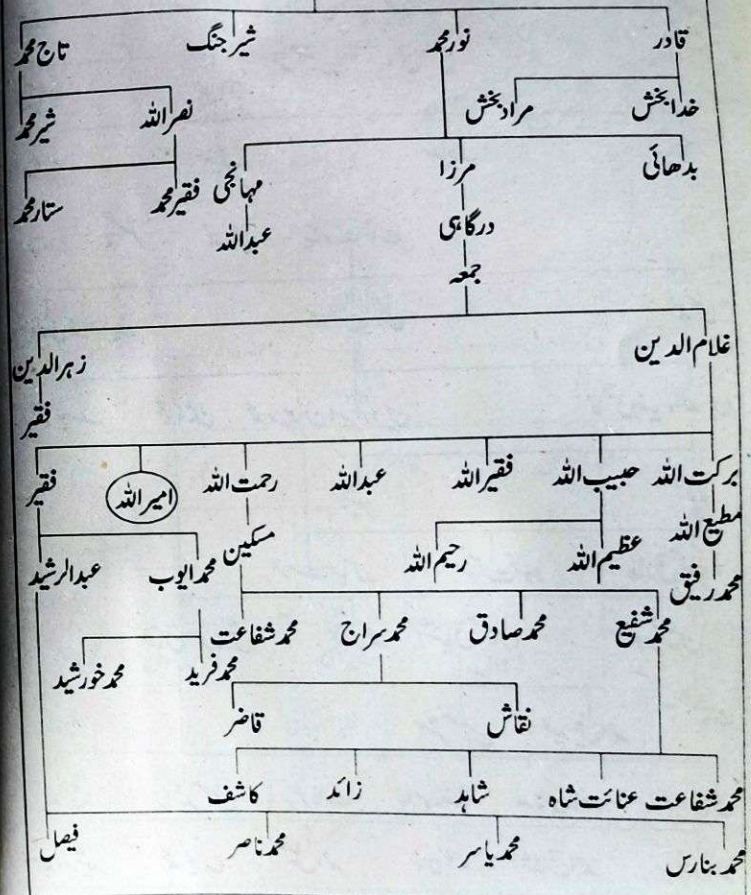 قادر نور محمد شیر جنگ تاج محمد
خدا بخش مراد بخش نصر اللہ شیر محمد
بدھائی مرزا مہانجی فقیر محمد ستار محمد
درگاہی عبداللہ
جمعہ
غلام الدین زہرالدین
فقیر
برکت اللہ حبیب اللہ فقیر اللہ عبداللہ رحمت اللہ امیر اللہ فقیر
مطیع اللہ عظیم اللہ رحیم اللہ مسکین محمد ایوب عبدالرشید
محمد رفیق
محمد شفیع محمد صادق محمد سراج محمد شفاعت محمد فرید محمد خورشید
نقاش قاضر
محمد شفاعت عنائت شاہ شاہد زائد کاشف
محمد بنارس محمد یاسر محمد ناصر فیصل